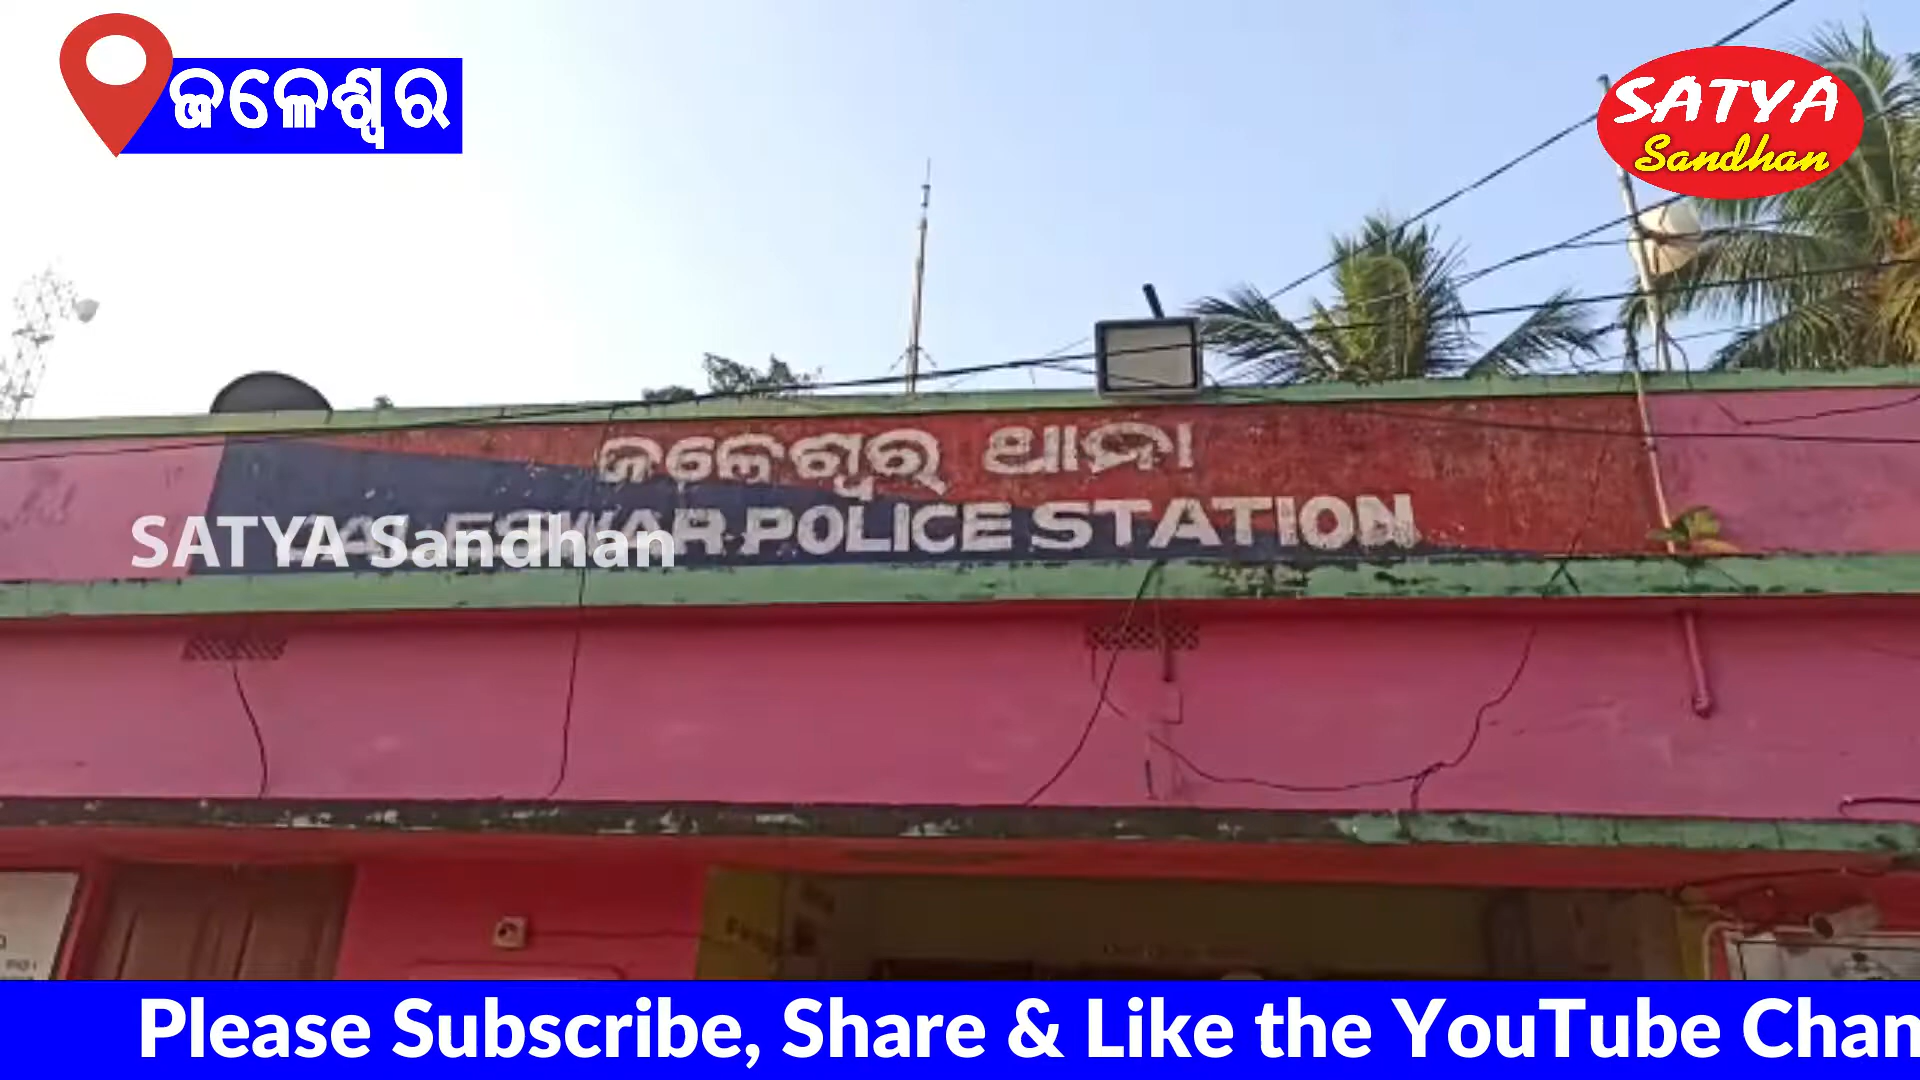 ଜଳେଶ୍ୱର
SATYA
Sandhan
ଜଳେଶ୍ୱର ଥାନା
POLICE STATION
SATYA Sandhan
Please Subscribe, Share & Like the YouTube Chan